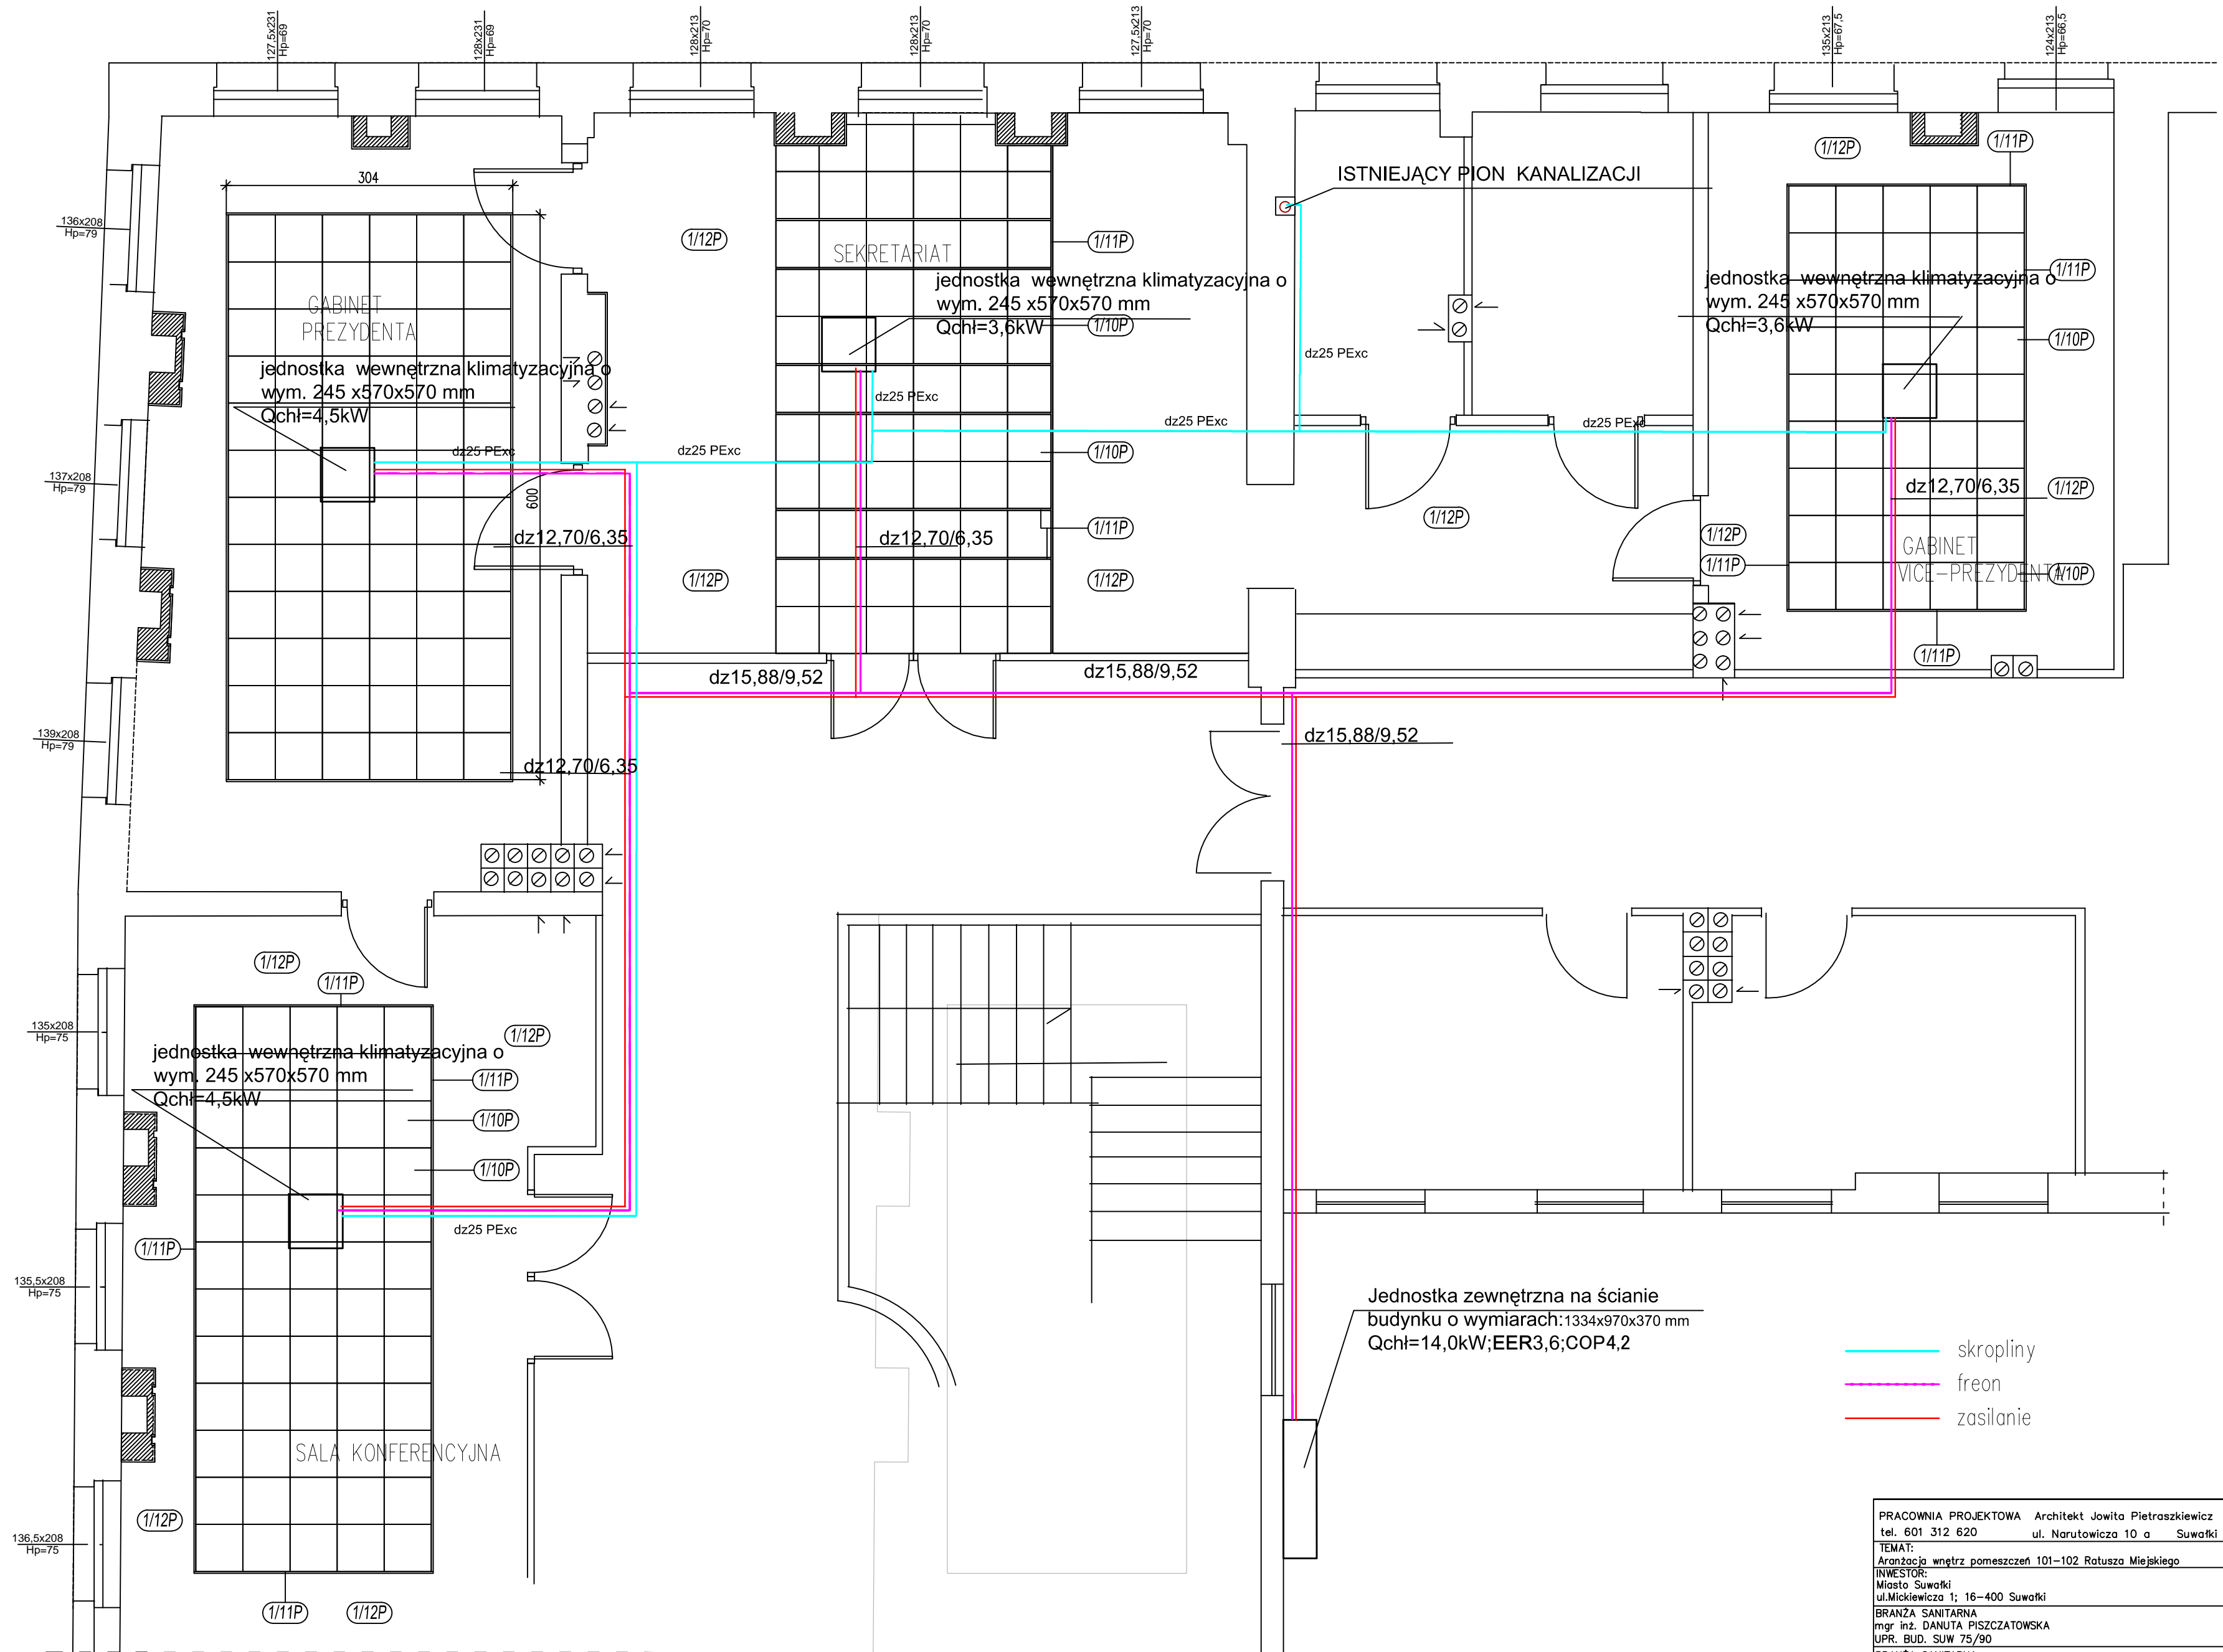 127,5x231
Hp=69
128x231
Hp=69
128x213
Hp=70
128x213
Hp=70
127,5x213
Hp=70
135x213
Hp=67,5
124x213
Hp=66,5
1/12P
1/11P
ISTNIEJĄCY PION KANALIZACJI
304
136x208
Hp=79
1/12P
SEKRETARIAT
1/11P
jednostka wewnętrzna klimatyzacyjna o
wym. 245 x570x570 mm
Qchł=3,6kW
1/10P
jednostka wewnętrzna klimatyzacyjna o
wym. 245 x570x570 mm
Qchł=3,6kW
1/11P
1/10P
GABINET
PREZYDENTA
jednostka wewnętrzna klimatyzacyjna o
wym. 245 x570x570 mm
Qchł=4,5kW
dz25 PExc
dz25 PExc
dz25 PExc
dz25 PExc
dz25 PExc
dz25 PExc
1/10P
137x208
Hp=79
600
dz12,70/6,35
1/12P
dz12,70/6,35
dz12,70/6,35
1/11P
1/12P
1/12P
1/11P
GABINET
VICE-PREZYDENTA
1/10P
1/12P
1/12P
1/11P
dz15,88/9,52
dz15,88/9,52
139x208
Hp=79
dz15,88/9,52
dz12,70/6,35
1/12P
1/11P
135x208
Hp=75
1/12P
jednostka wewnętrzna klimatyzacyjna o
wym. 245 x570x570 mm
Qchł=4,5kW
1/11P
1/10P
1/10P
dz25 PExc
1/11P
135,5x208
Hp=75
Jednostka zewnętrzna na ścianie
budynku o wymiarach:1334x970x370 mm
Qchł=14,0kW;EER3,6;COP4,2
skropliny
freon
zasilanie
SALA KONFERENCYJNA
1/12P
136,5x208
Hp=75
1/11P
1/12P
PRACOWNIA PROJEKTOWA Architekt Jowita Pietraszkiewicz
tel. 601 312 620 ul. Narutowicza 10 a Suwałki
TEMAT:
Aranżacja wnętrz pomeszczeń 101-102 Ratusza Miejskiego
INWESTOR:
Miasto Suwałki
ul.Mickiewicza 1; 16-400 Suwałki
BRANŻA SANITARNA
mgr inż. DANUTA PISZCZATOWSKA
UPR. BUD. SUW 75/90